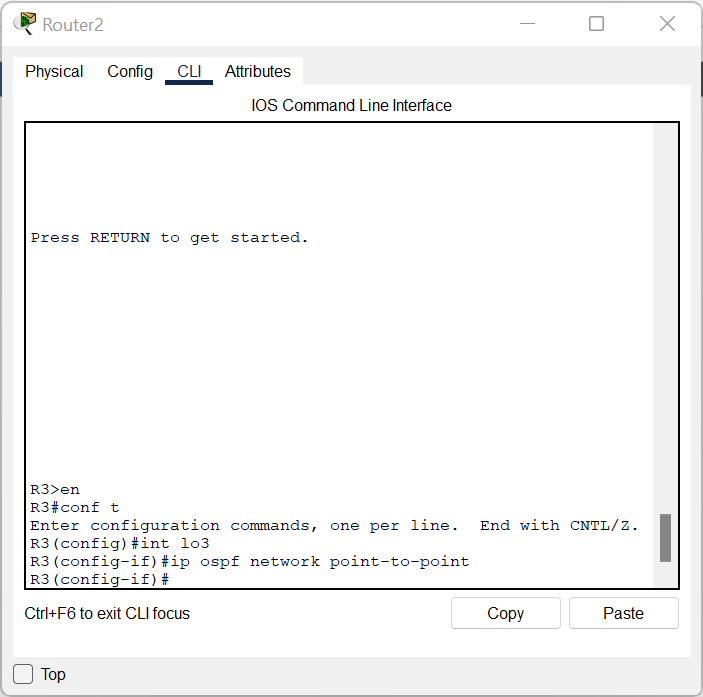 Router2
Physical Config CLI Attributes
IOS Command Line Interface
Press RETURN to get started.
R3>en
R3#conf t
Enter configuration commands, one per line.  End with CNTL/Z.
R3(config)#int lo3
R3(config-if)#ip ospf network point-to-point
R3(config-if)#
Ctrl+F6 to exit CLI focus
Copy
Paste
Top